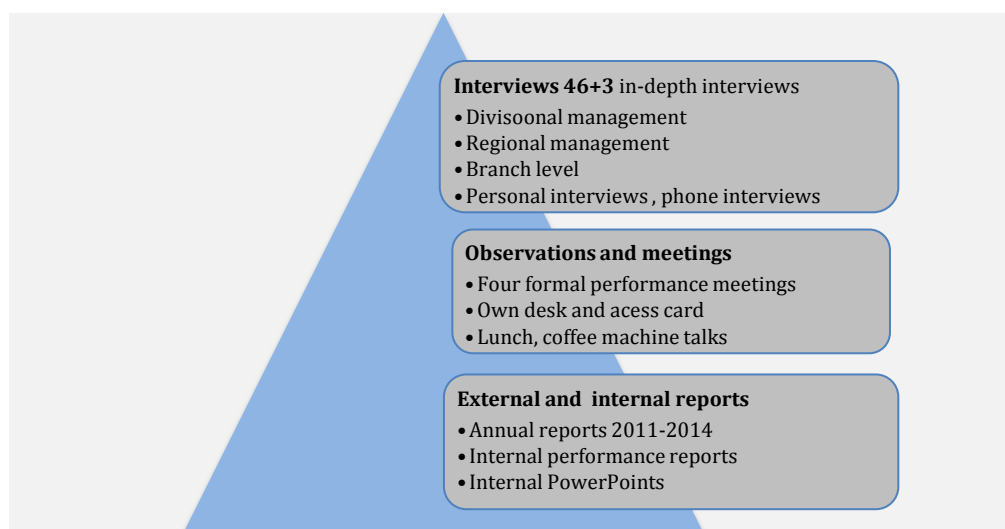 Interviews 46+3 in-depth interviews
• Divisoonal management
• Regional management
• Branch level
• Personal interviews , phone interviews
Observations and meetings
• Four formal performance meetings
• Own desk and acess card
• Lunch, coffee machine talks
External and internal reports
• Annual reports 2011-2014
• Internal performance reports
• Internal PowerPoints